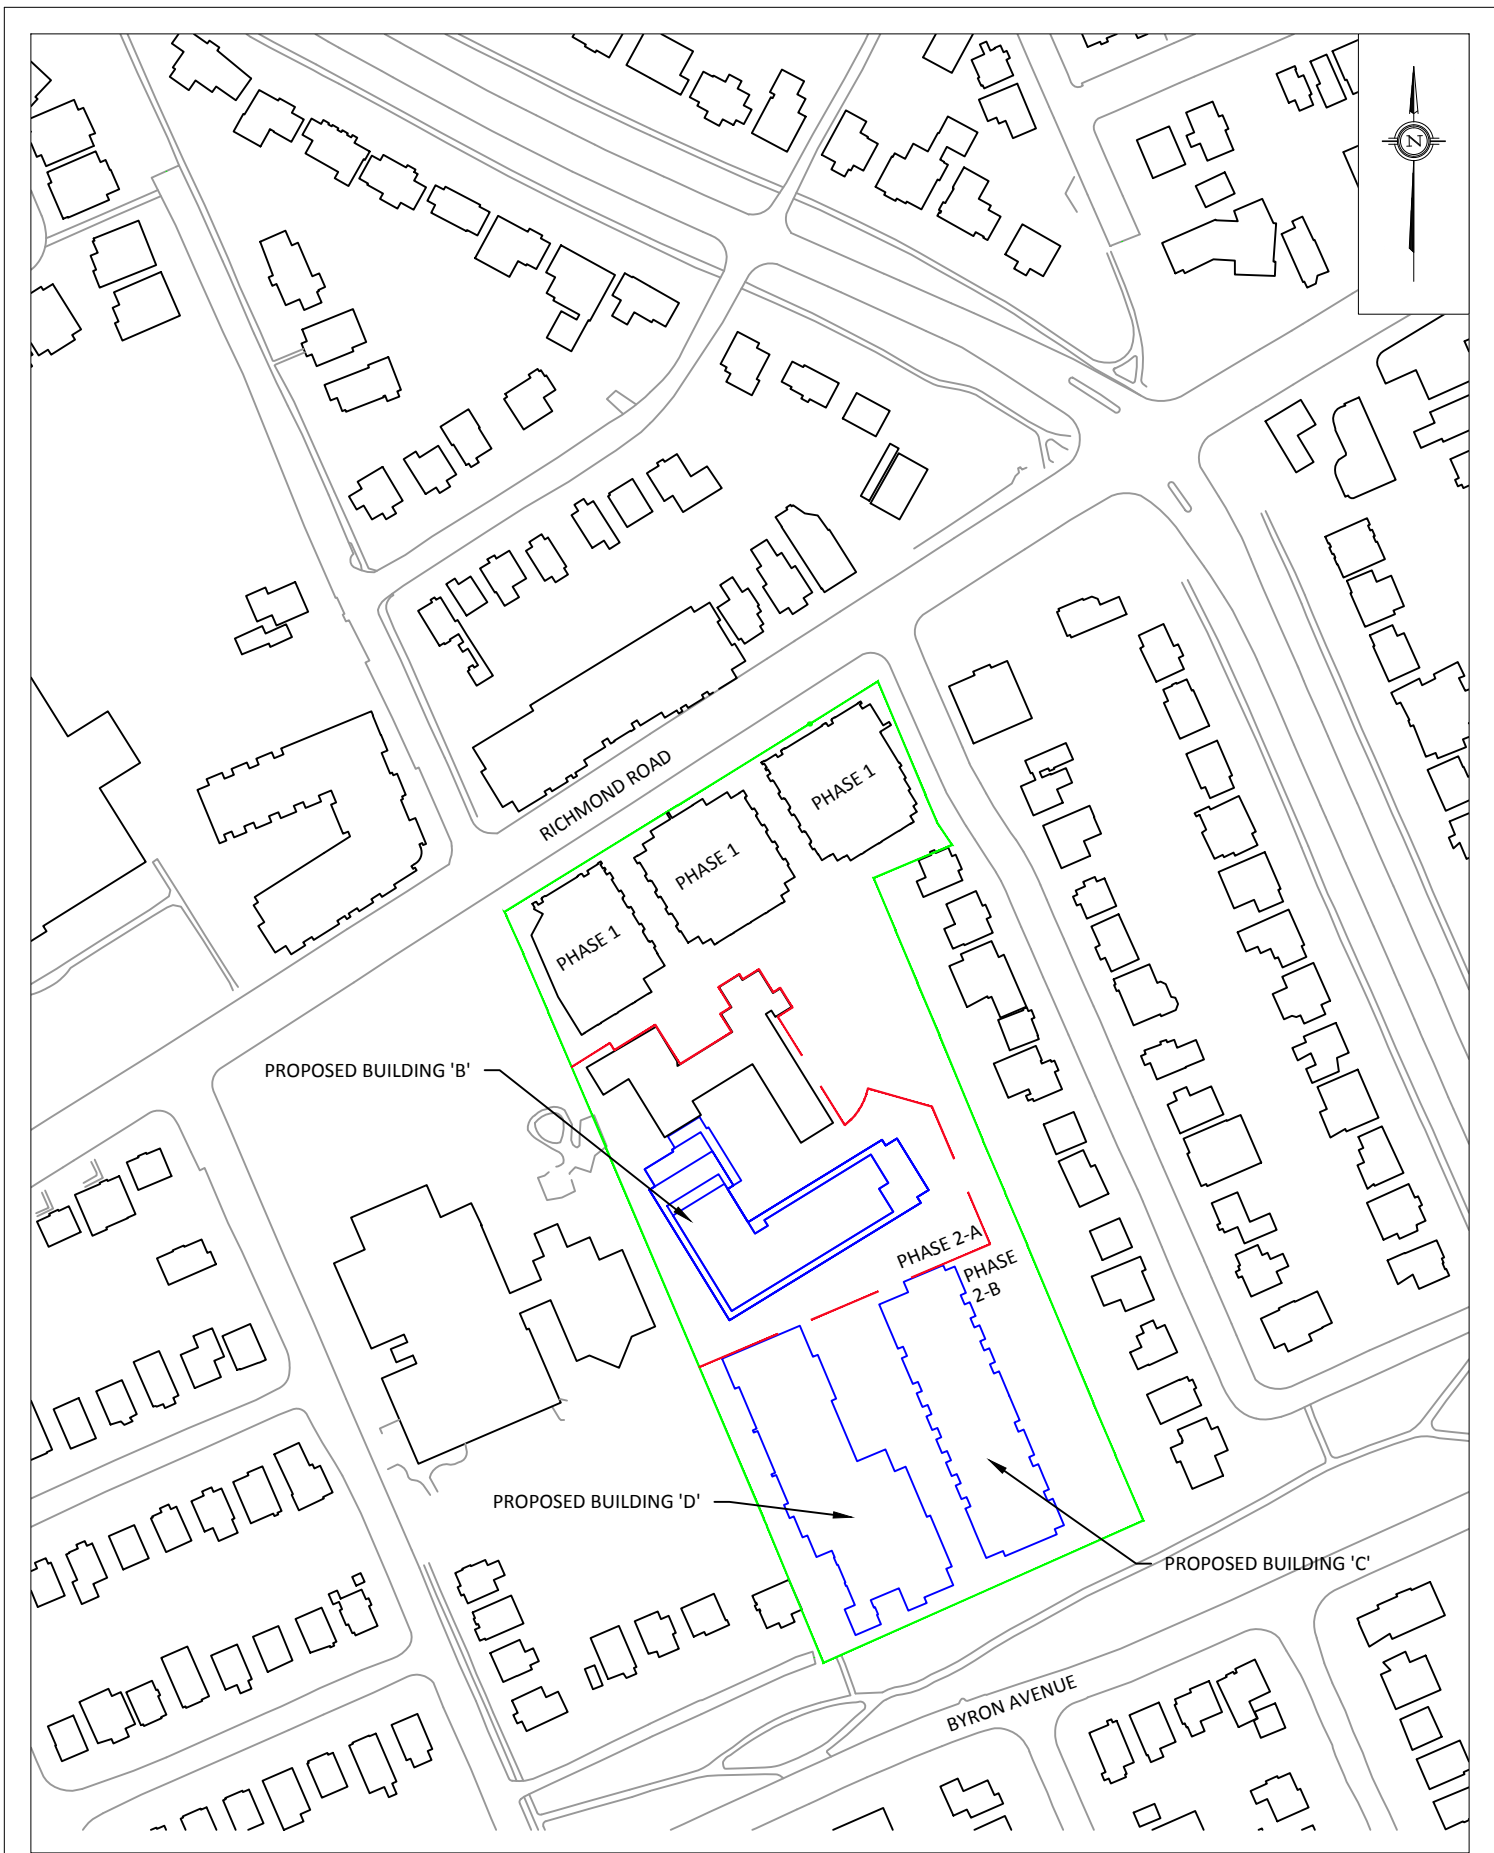 N
RICHMOND ROAD
PHASE 1
PHASE 1
PHASE 1
PROPOSED BUILDING 'B'
PHASE 2-A
PHASE
2-B
PROPOSED BUILDING 'D'
PROPOSED BUILDING 'C'
BYRON AVENUE